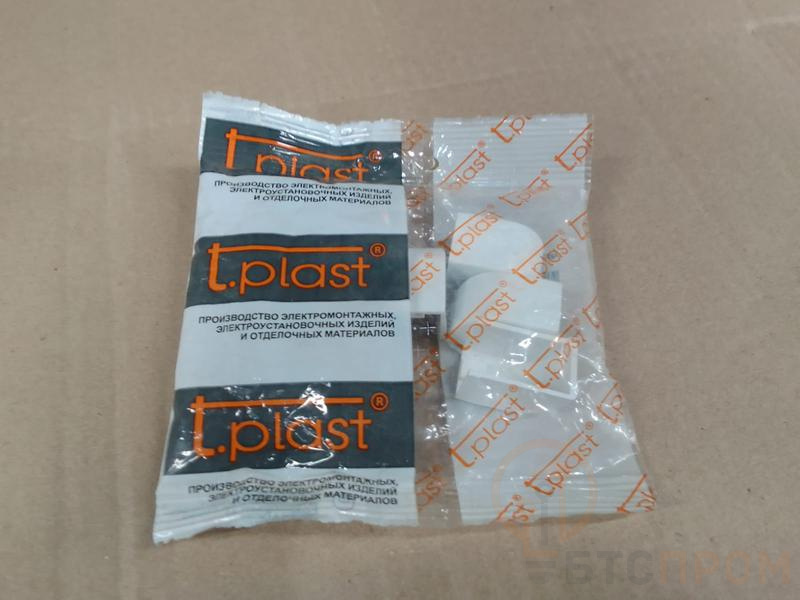 t.plast
ПРОИЗВОДСТВО ЭЛЕКТРОМОНТАЖНЫХ,
ЭЛЕКТРОУСТАНОВОЧНЫХ ИЗДЕЛИЙ
И ОТДЕЛОЧНЫХ МАТЕРИАЛОВ
t.plast®
ПРОИЗВОДСТВО ЭЛЕКТРОМОНТАЖНЫХ,
ЭЛЕКТРОУСТАНОВОЧНЫХ ИЗДЕЛИЙ
И ОТДЕЛОЧНЫХ МАТЕРИАЛОВ
t.plast®
ПРОИЗВОДСТВО ЭЛЕКТРОМОНТАЖНЫХ,
ЭЛЕКТРОУСТАНОВОЧНЫХ ИЗДЕЛИЙ
И ОТДЕЛОЧНЫХ МАТЕРИАЛОВ
t.plast
t.plast
t.plast
t.plast
t.plast
t.plast
БТСПРОМ